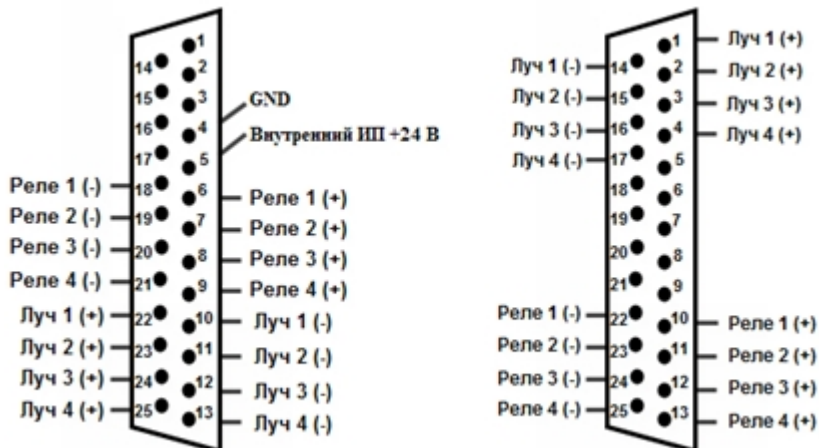 1
14
2
15
3
GND
16
4
Внутренний ИП +24 В
17
5
Реле 1 (-)
18
6
Реле 1 (+)
Реле 2 (-)
19
7
Реле 2 (+)
Реле 3 (-)
20
8
Реле 3 (+)
Реле 4 (-)
21
9
Реле 4 (+)
Луч 1 (+)
22
10
Луч 1 (-)
Луч 2 (+)
23
11
Луч 2 (-)
Луч 3 (+)
24
12
Луч 3 (-)
Луч 4 (+)
25
13
Луч 4 (-)
1
Луч 1 (+)
Луч 1 (-)
14
2
Луч 2 (+)
Луч 2 (-)
15
3
Луч 3 (+)
Луч 3 (-)
16
4
Луч 4 (+)
Луч 4 (-)
17
5
18
6
19
7
20
8
21
9
Реле 1 (-)
22
10
Реле 1 (+)
Реле 2 (-)
23
11
Реле 2 (+)
Реле 3 (-)
24
12
Реле 3 (+)
Реле 4 (-)
25
13
Реле 4 (+)